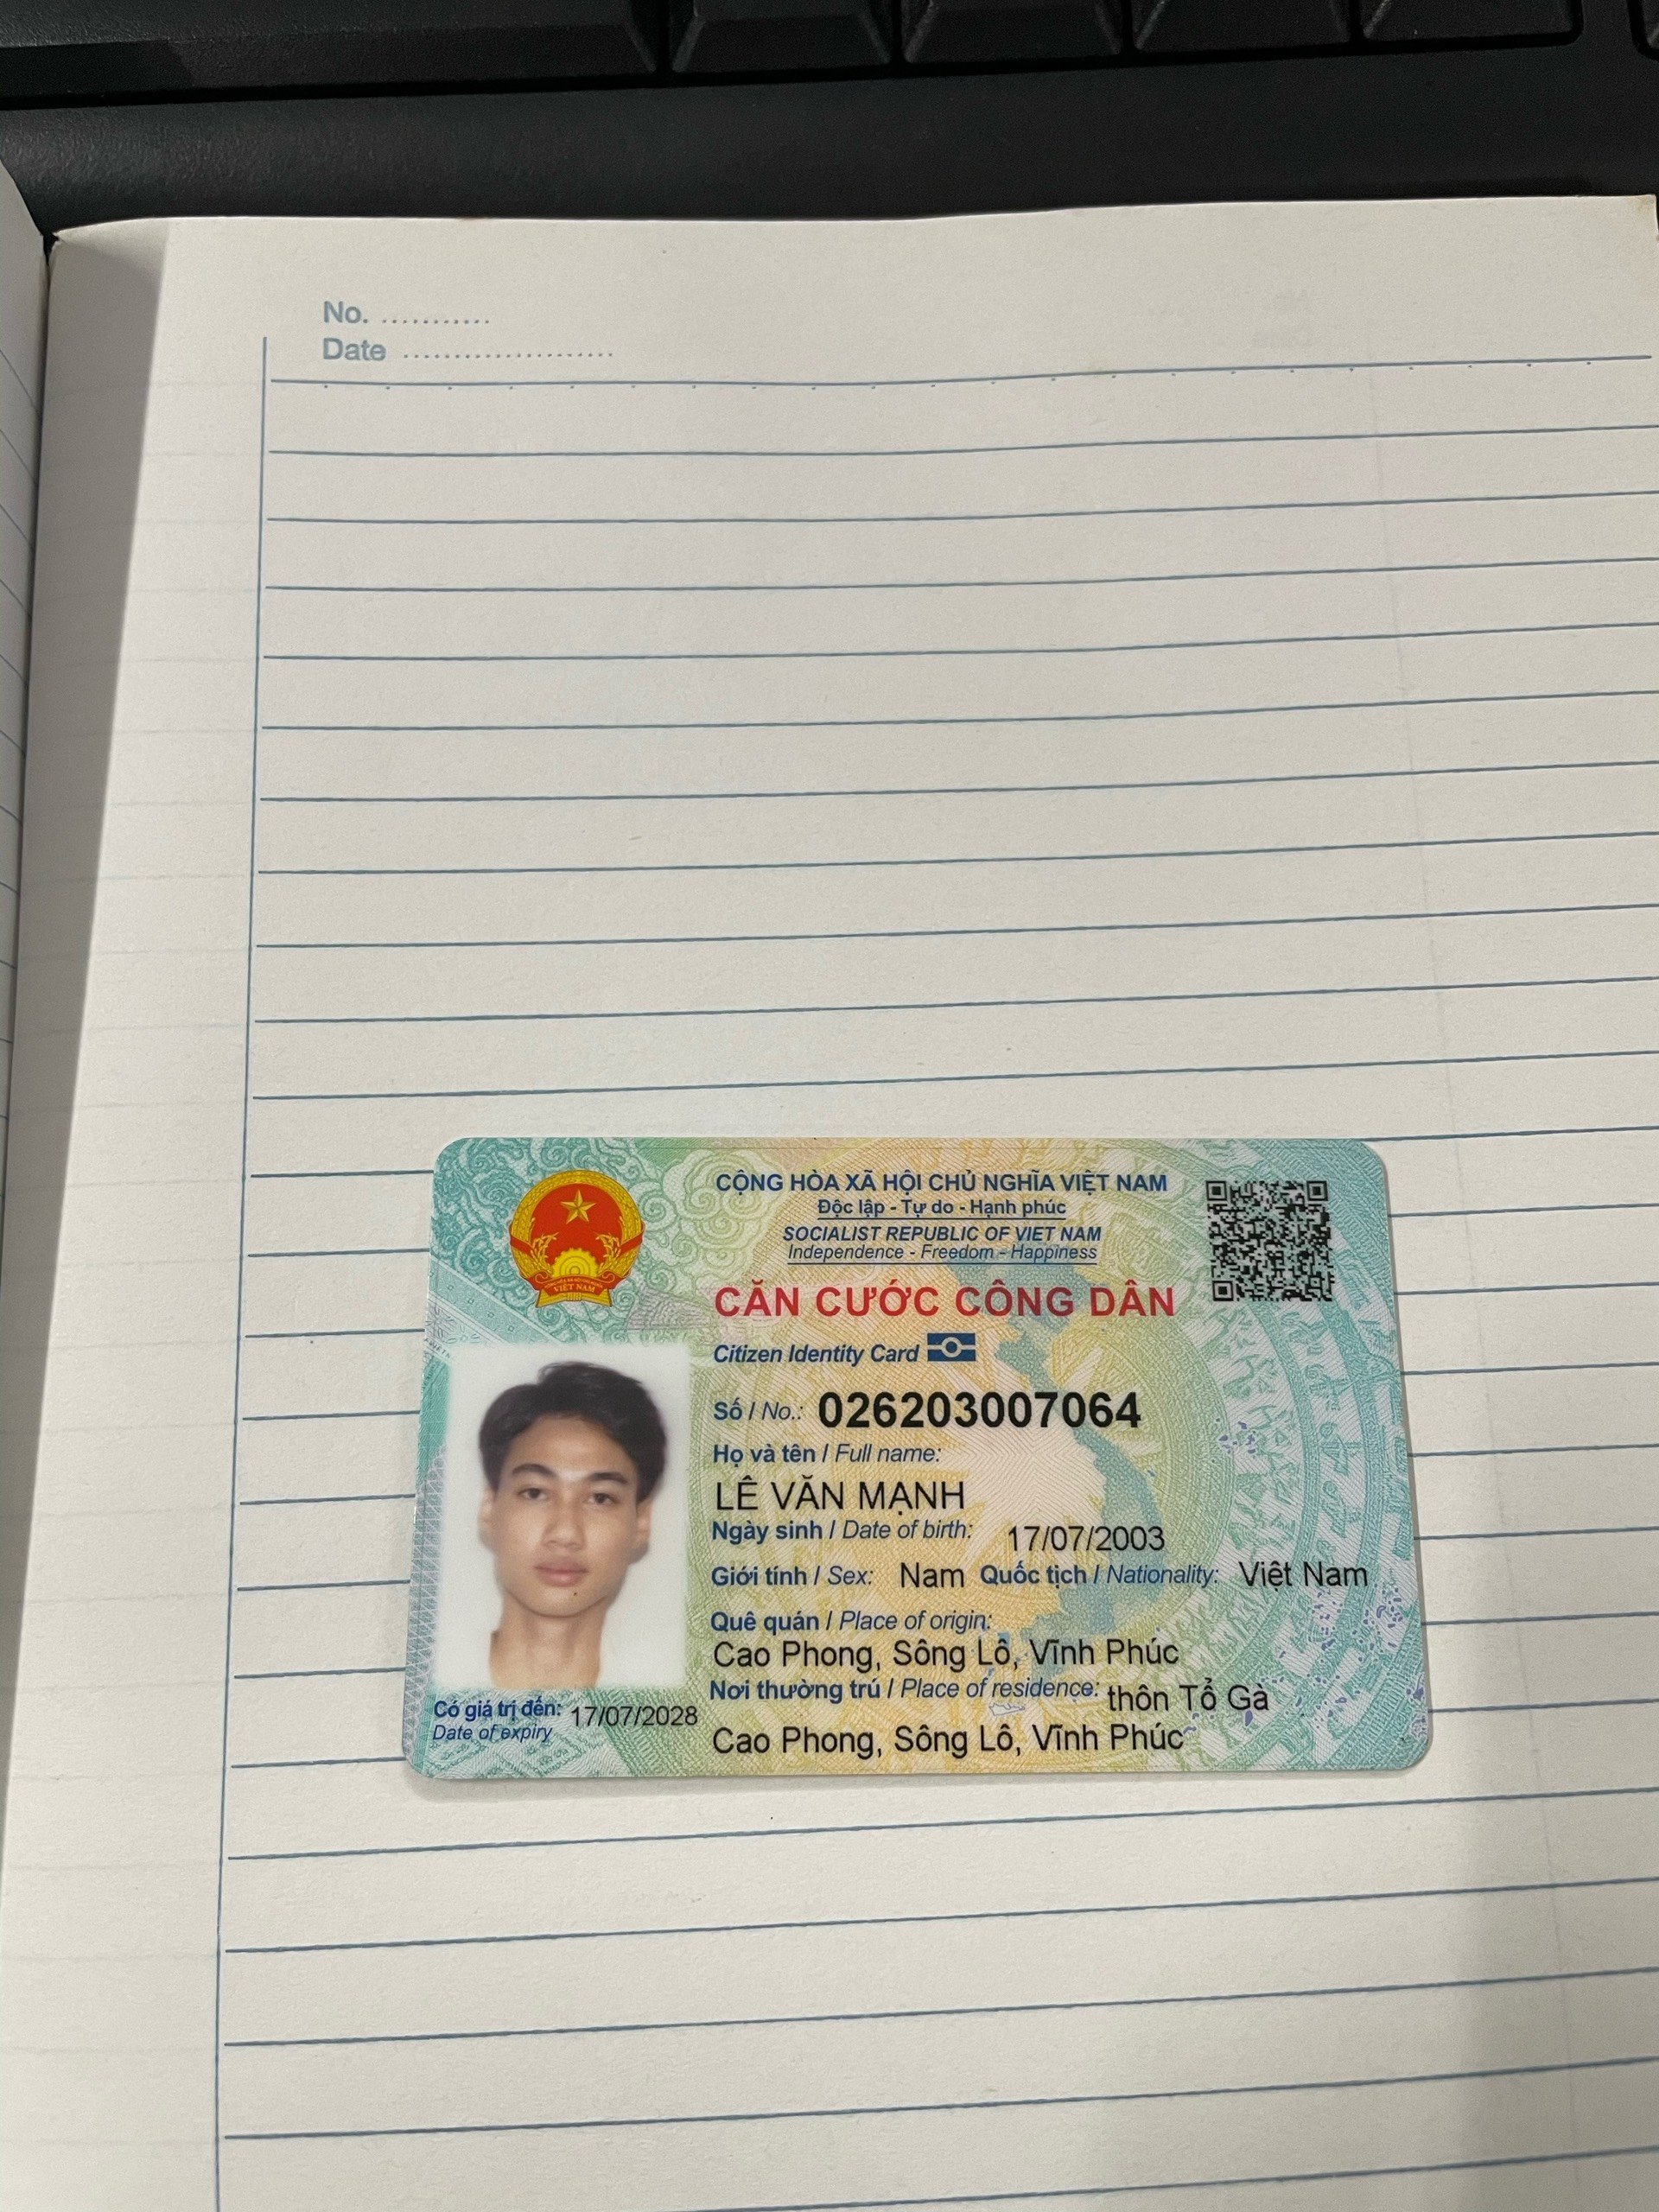 No. ...........
Date .....................
CỘNG HÒA XÃ HỘI CHỦ NGHĨA VIỆT NAM
Độc lập - Tự do - Hạnh phúc
SOCIALIST REPUBLIC OF VIET NAM
Independence - Freedom - Happiness
CĂN CƯỚC CÔNG DÂN
Citizen Identity Card
Số / No.: 026203007064
Họ và tên / Full name:
LÊ VĂN MẠNH
Ngày sinh / Date of birth: 17/07/2003
Giới tính / Sex: Nam Quốc tịch / Nationality: Việt Nam
Quê quán / Place of origin:
Cao Phong, Sông Lô, Vĩnh Phúc
Nơi thường trú / Place of residence: thôn Tổ Gà
Cao Phong, Sông Lô, Vĩnh Phúc
Có giá trị đến: 17/07/2028
Date of expiry
VIỆT NAM